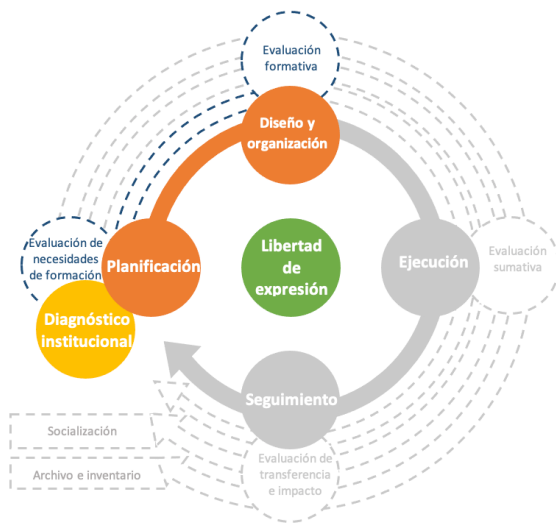 Evaluación
formativa
Diseño y
organización
Evaluación de
necesidades
de formación
Planificación
Libertad
de
expresión
Ejecución
Evaluación
sumativa
Diagnóstico
institucional
Seguimiento
Socialización
Evaluación de
transferencia
e impacto
Archivo e inventario